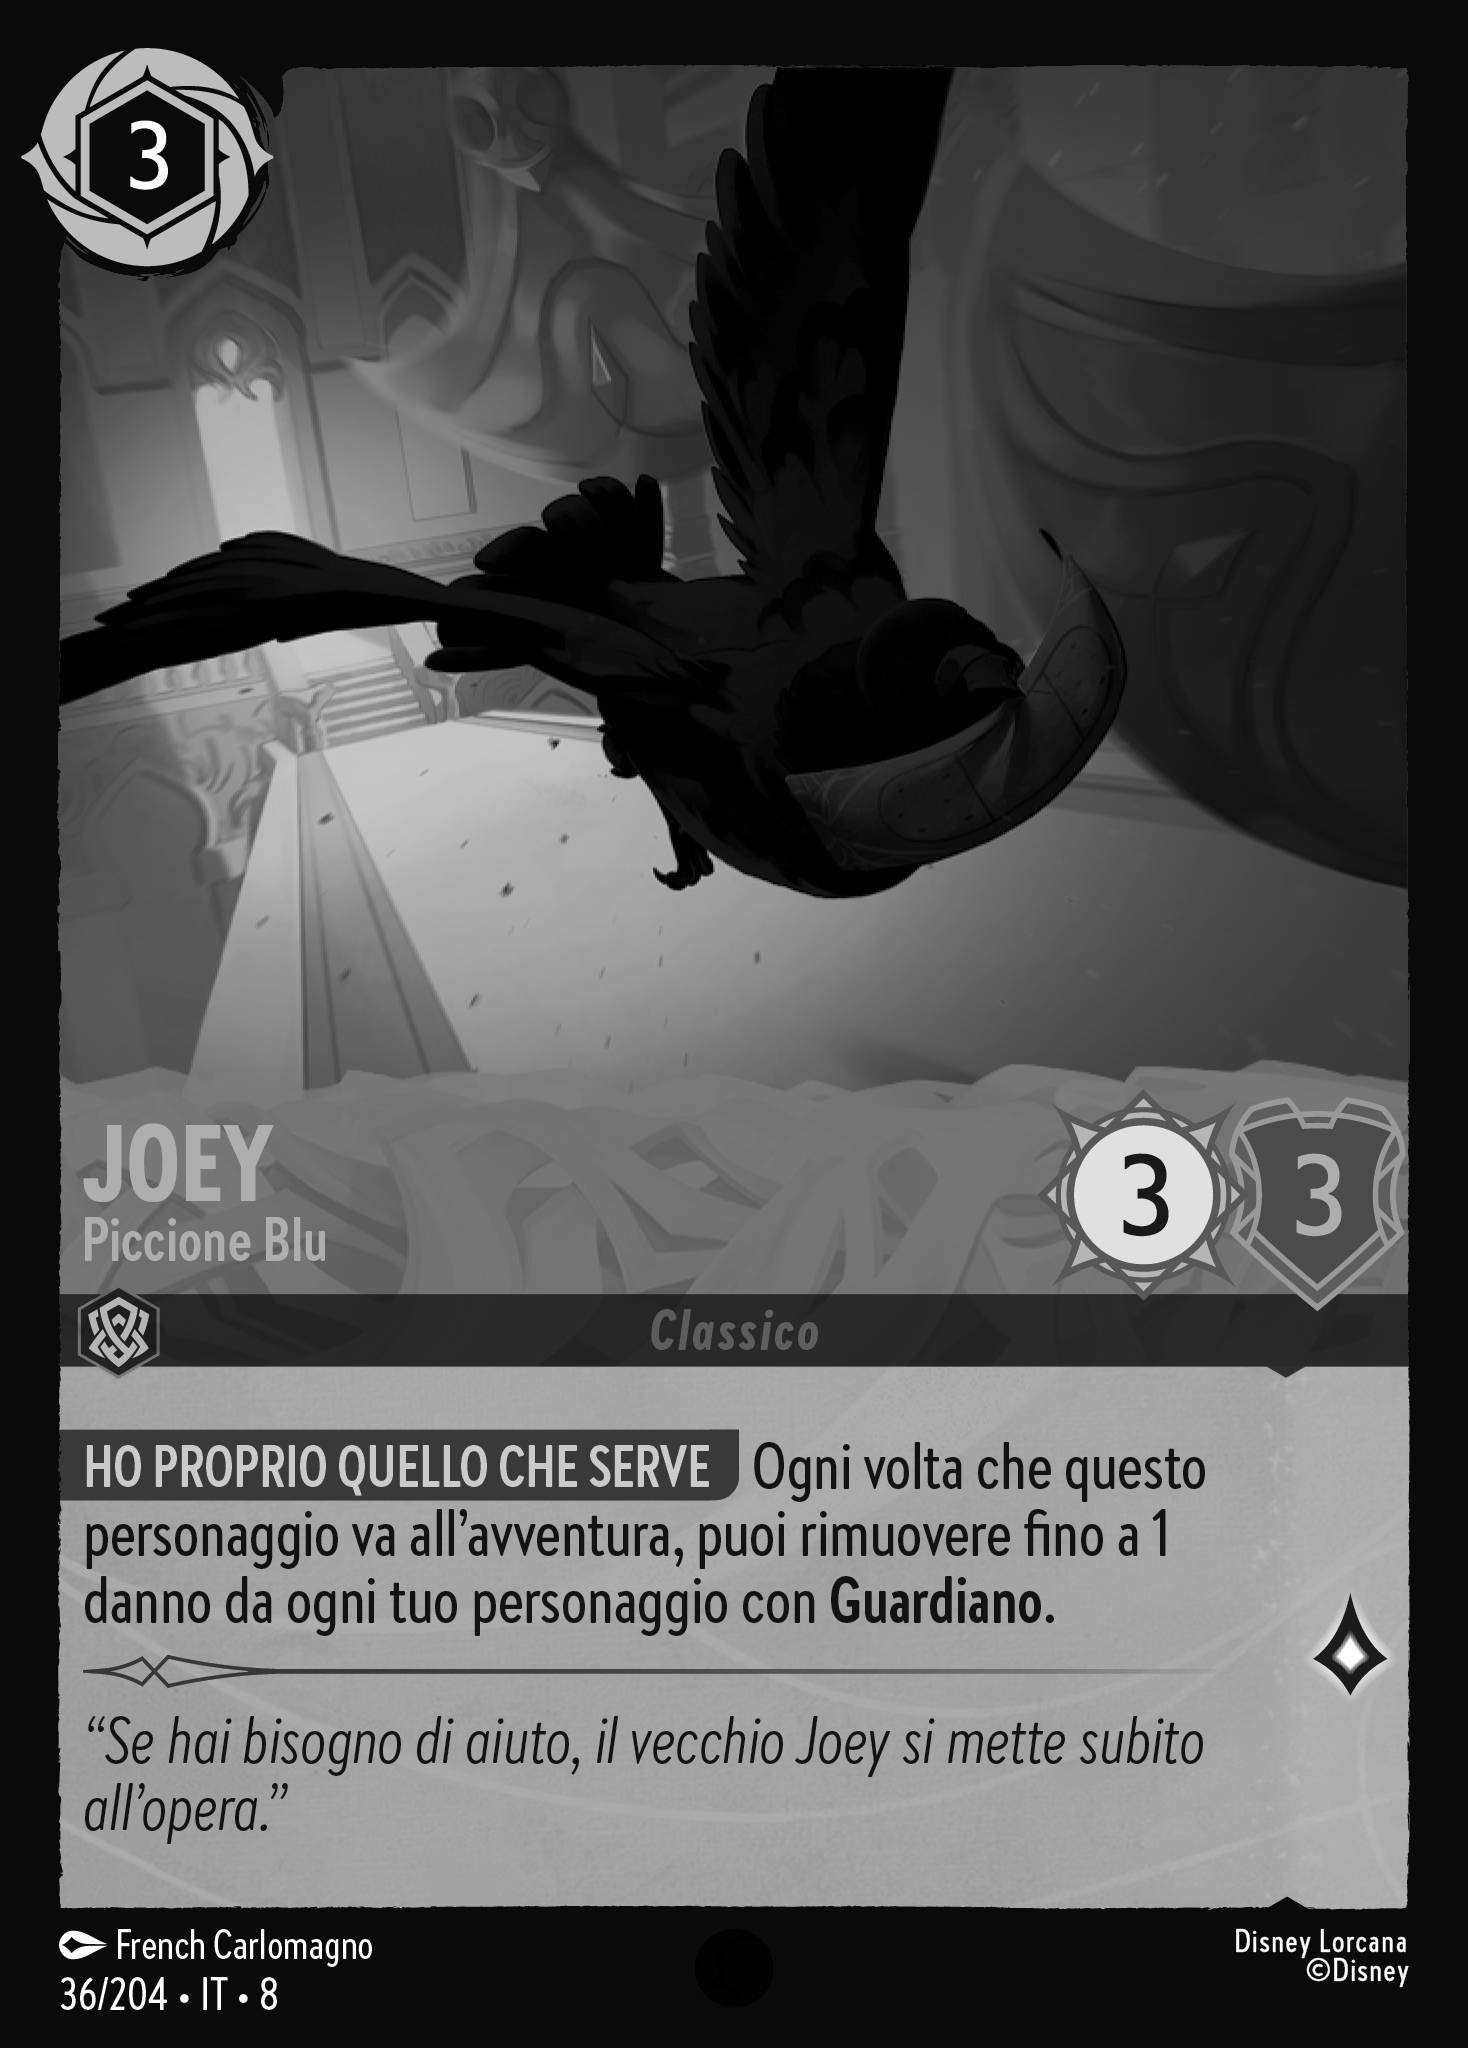 3
JOEY
Piccione Blu
3
3
Classico
HO PROPRIO QUELLO CHE SERVE Ogni volta che questo
personaggio va all’avventura, puoi rimuovere fino a 1
danno da ogni tuo personaggio con Guardiano.
“Se hai bisogno di aiuto, il vecchio Joey si mette subito
all’opera.”
French Carlomagno
36/204 • IT • 8
Disney Lorcana
©Disney